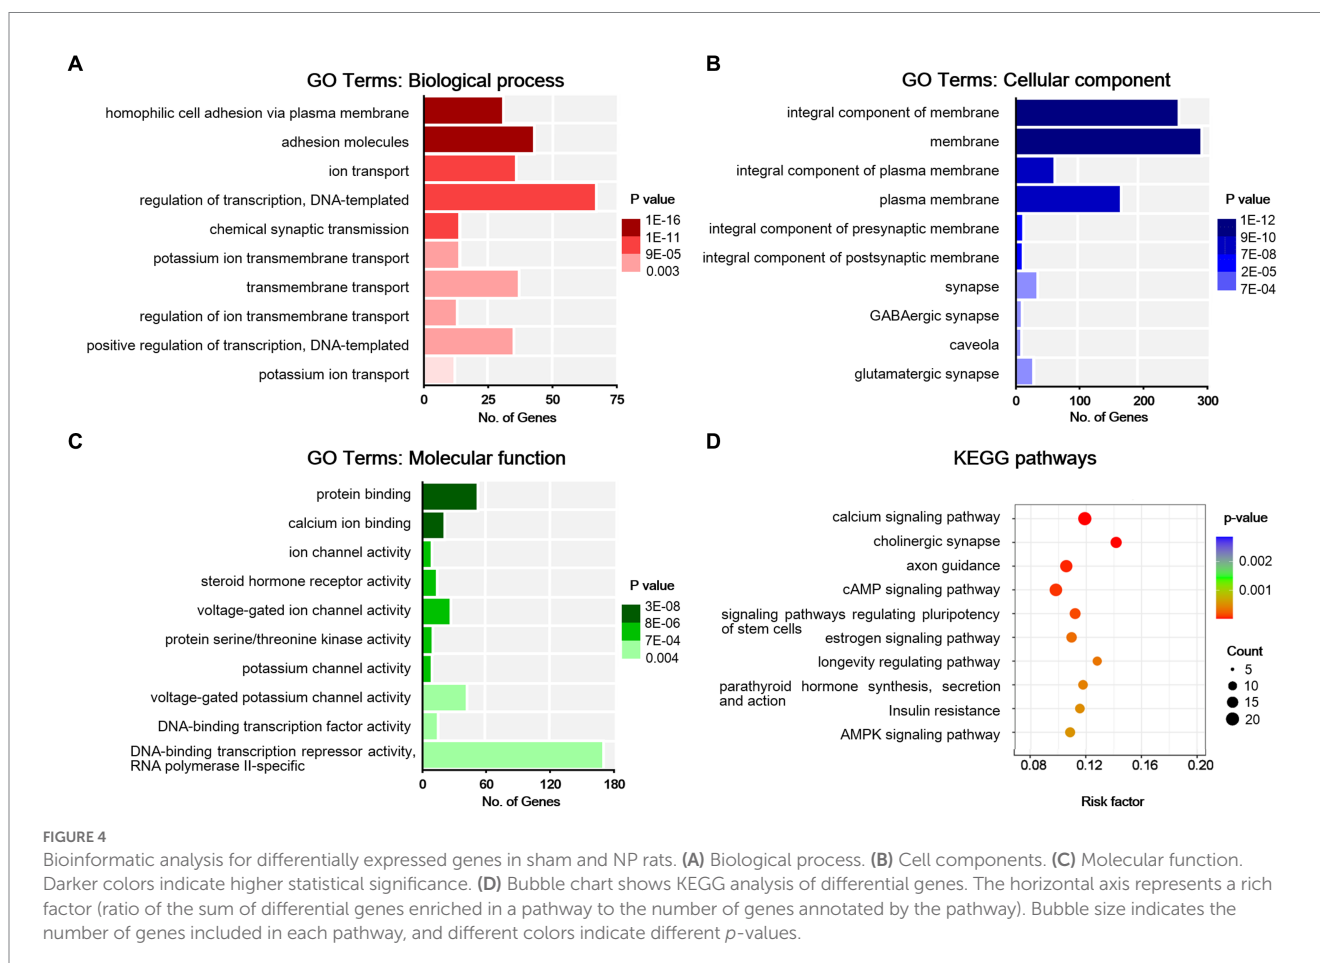 A
GO Terms: Biological process
homophilic cell adhesion via plasma membrane
adhesion molecules
ion transport
regulation of transcription, DNA-templated
chemical synaptic transmission
potassium ion transmembrane transport
transmembrane transport
regulation of ion transmembrane transport
positive regulation of transcription, DNA-templated
potassium ion transport
0 25 50 75
No. of Genes
P value
1E-16
1E-11
9E-05
0.003
B
GO Terms: Cellular component
integral component of membrane
membrane
integral component of plasma membrane
plasma membrane
integral component of presynaptic membrane
integral component of postsynaptic membrane
synapse
GABAergic synapse
caveola
glutamatergic synapse
0 100 200 300
No. of Genes
P value
1E-12
9E-10
7E-08
2E-05
7E-04
C
GO Terms: Molecular function
protein binding
calcium ion binding
ion channel activity
steroid hormone receptor activity
voltage-gated ion channel activity
protein serine/threonine kinase activity
potassium channel activity
voltage-gated potassium channel activity
DNA-binding transcription factor activity
DNA-binding transcription repressor activity,
RNA polymerase II-specific
0 60 120 180
No. of Genes
P value
3E-08
8E-06
7E-04
0.004
D
KEGG pathways
calcium signaling pathway
cholinergic synapse
axon guidance
cAMP signaling pathway
signaling pathways regulating pluripotency
of stem cells
estrogen signaling pathway
longevity regulating pathway
parathyroid hormone synthesis, secretion
and action
Insulin resistance
AMPK signaling pathway
0.08 0.12 0.16 0.20
Risk factor
p-value
0.002
0.001
Count
5
10
15
20
FIGURE 4
Bioinformatic analysis for differentially expressed genes in sham and NP rats. (A) Biological process. (B) Cell components. (C) Molecular function.
Darker colors indicate higher statistical significance. (D) Bubble chart shows KEGG analysis of differential genes. The horizontal axis represents a rich
factor (ratio of the sum of differential genes enriched in a pathway to the number of genes annotated by the pathway). Bubble size indicates the
number of genes included in each pathway, and different colors indicate different p-values.